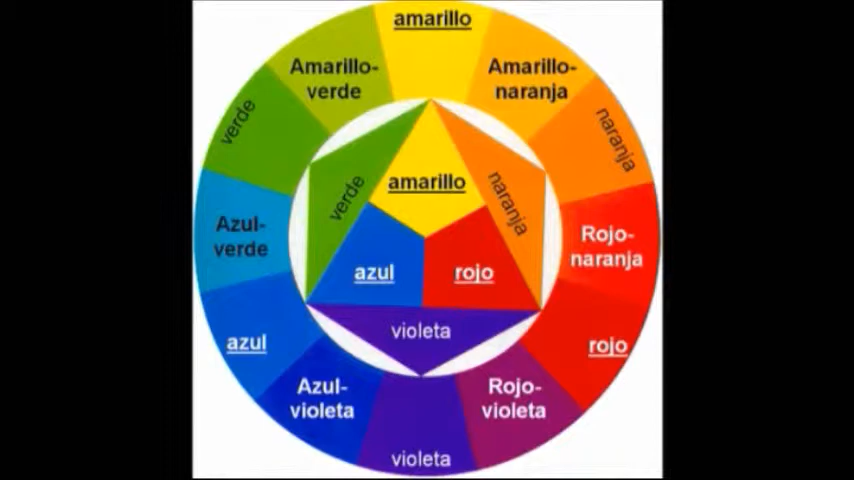 amarillo
Amarillo-
verde
Amarillo-
naranja
verde
naranja
amarillo
verde
naranja
Azul-
verde
Rojo-
naranja
azul
rojo
violeta
azul
rojo
Azul-
violeta
Rojo-
violeta
violeta